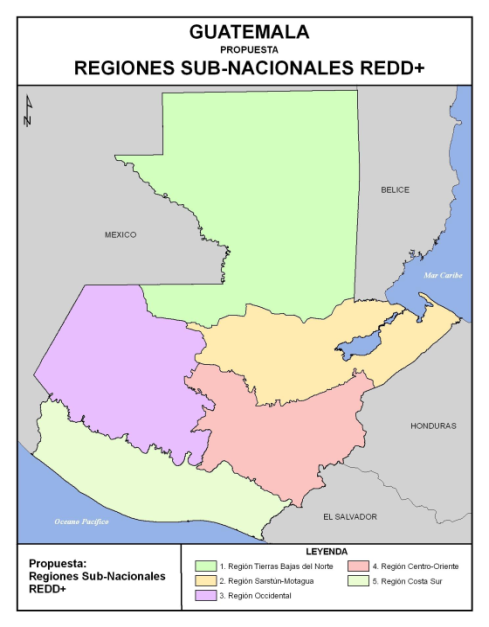 GUATEMALA
PROPUESTA
REGIONES SUB-NACIONALES REDD+
N
BELICE
MEXICO
Mar Caribe
HONDURAS
EL SALVADOR
Oceano Pacífico
Propuesta:
Regiones Sub-Nacionales
REDD+
LEYENDA
1. Región Tierras Bajas del Norte
2. Región Sarstún-Motagua
3. Región Occidental
4. Región Centro-Oriente
5. Región Costa Sur